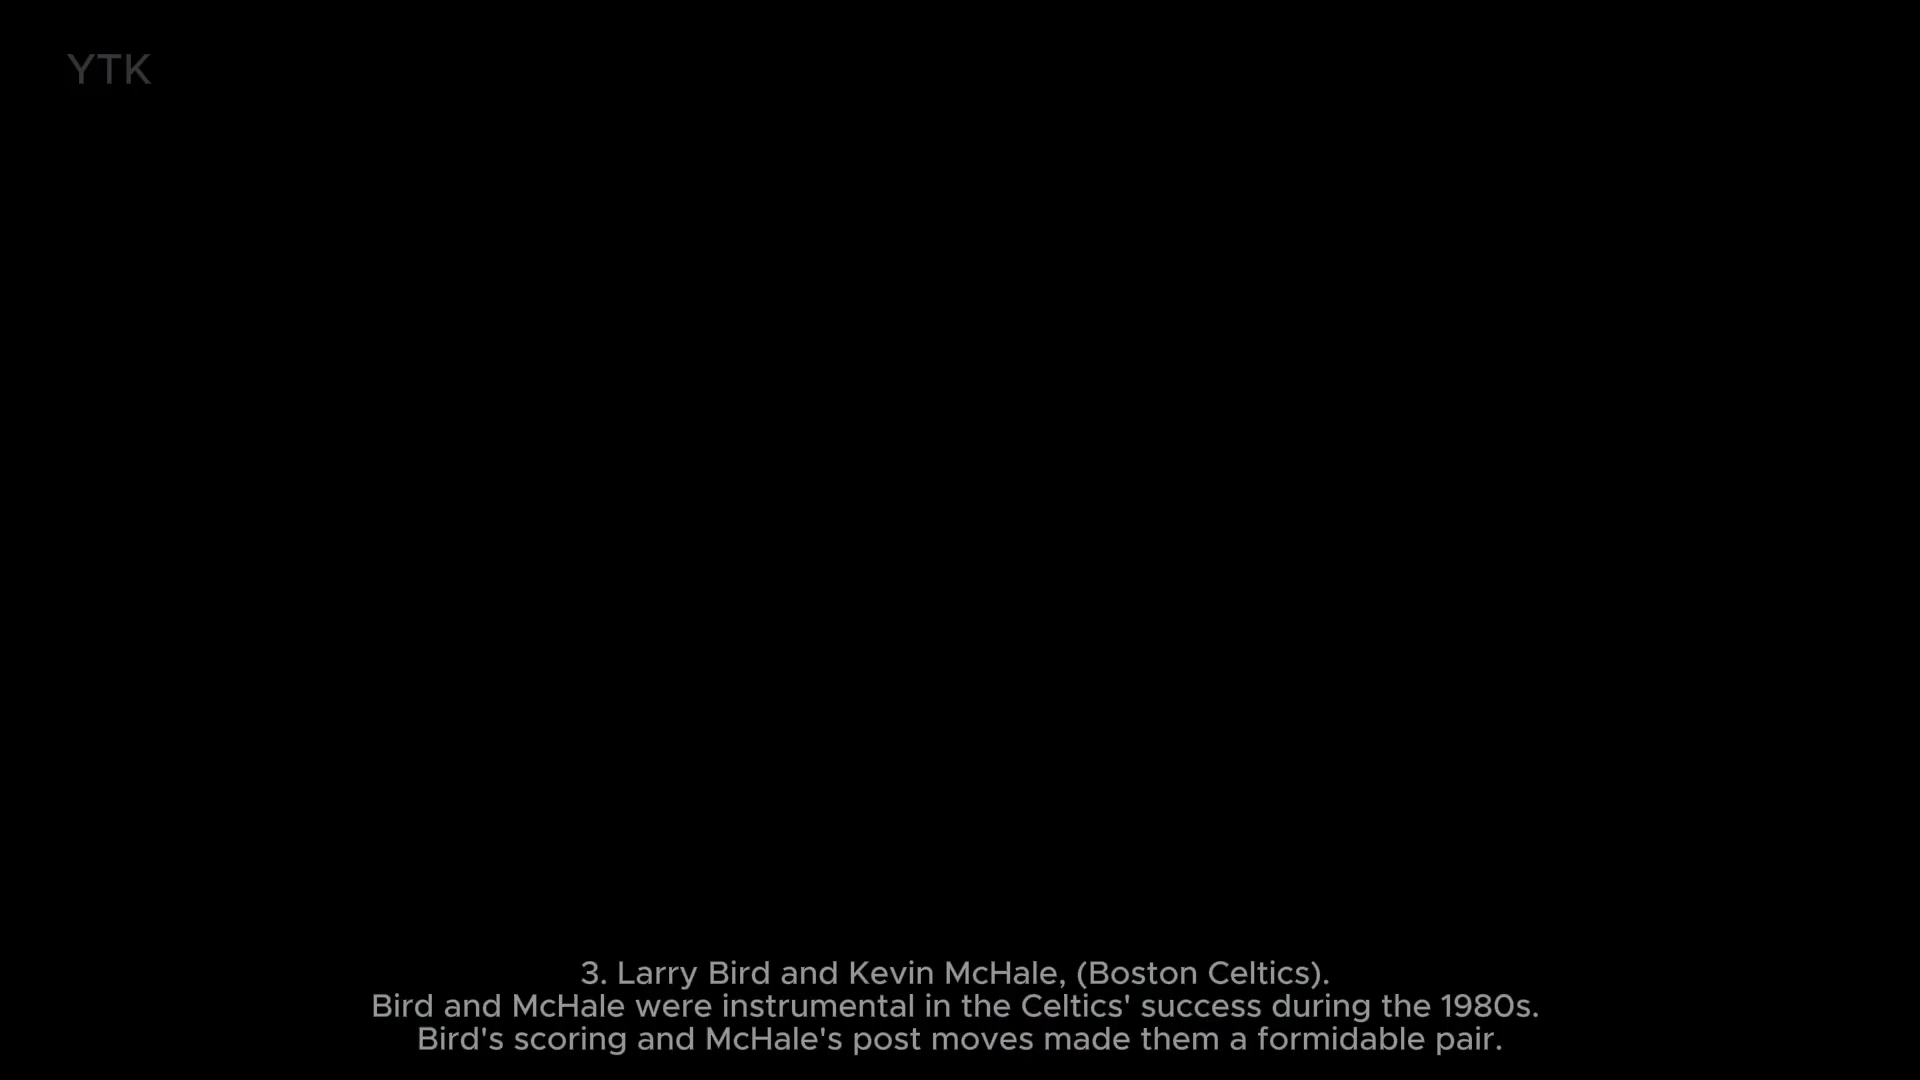 YTK
3. Larry Bird and Kevin McHale, (Boston Celtics).
Bird and McHale were instrumental in the Celtics' success during the 1980s.
Bird's scoring and McHale's post moves made them a formidable pair.